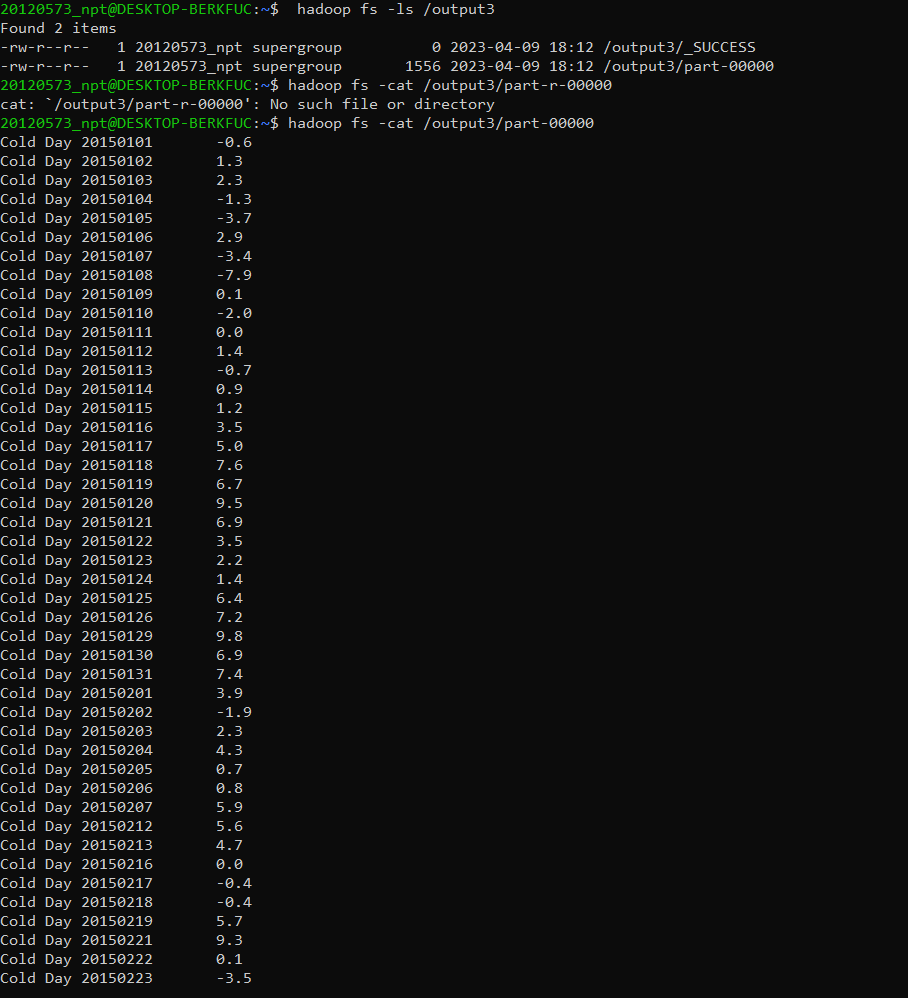 20120573_npt@DESKTOP-BERKFUC:~$  hadoop fs -ls /output3
Found 2 items
-rw-r--r--   1 20120573_npt supergroup          0 2023-04-09 18:12 /output3/_SUCCESS
-rw-r--r--   1 20120573_npt supergroup       1556 2023-04-09 18:12 /output3/part-00000
20120573_npt@DESKTOP-BERKFUC:~$ hadoop fs -cat /output3/part-r-00000
cat: `/output3/part-r-00000': No such file or directory
20120573_npt@DESKTOP-BERKFUC:~$ hadoop fs -cat /output3/part-00000
Cold Day 20150101       -0.6
Cold Day 20150102       1.3
Cold Day 20150103       2.3
Cold Day 20150104       -1.3
Cold Day 20150105       -3.7
Cold Day 20150106       2.9
Cold Day 20150107       -3.4
Cold Day 20150108       -7.9
Cold Day 20150109       0.1
Cold Day 20150110       -2.0
Cold Day 20150111       0.0
Cold Day 20150112       1.4
Cold Day 20150113       -0.7
Cold Day 20150114       0.9
Cold Day 20150115       1.2
Cold Day 20150116       3.5
Cold Day 20150117       5.0
Cold Day 20150118       7.6
Cold Day 20150119       6.7
Cold Day 20150120       9.5
Cold Day 20150121       6.9
Cold Day 20150122       3.5
Cold Day 20150123       2.2
Cold Day 20150124       1.4
Cold Day 20150125       6.4
Cold Day 20150126       7.2
Cold Day 20150129       9.8
Cold Day 20150130       6.9
Cold Day 20150131       7.4
Cold Day 20150201       3.9
Cold Day 20150202       -1.9
Cold Day 20150203       2.3
Cold Day 20150204       4.3
Cold Day 20150205       0.7
Cold Day 20150206       0.8
Cold Day 20150207       5.9
Cold Day 20150212       5.6
Cold Day 20150213       4.7
Cold Day 20150216       0.0
Cold Day 20150217       -0.4
Cold Day 20150218       -0.4
Cold Day 20150219       5.7
Cold Day 20150221       9.3
Cold Day 20150222       0.1
Cold Day 20150223       -3.5